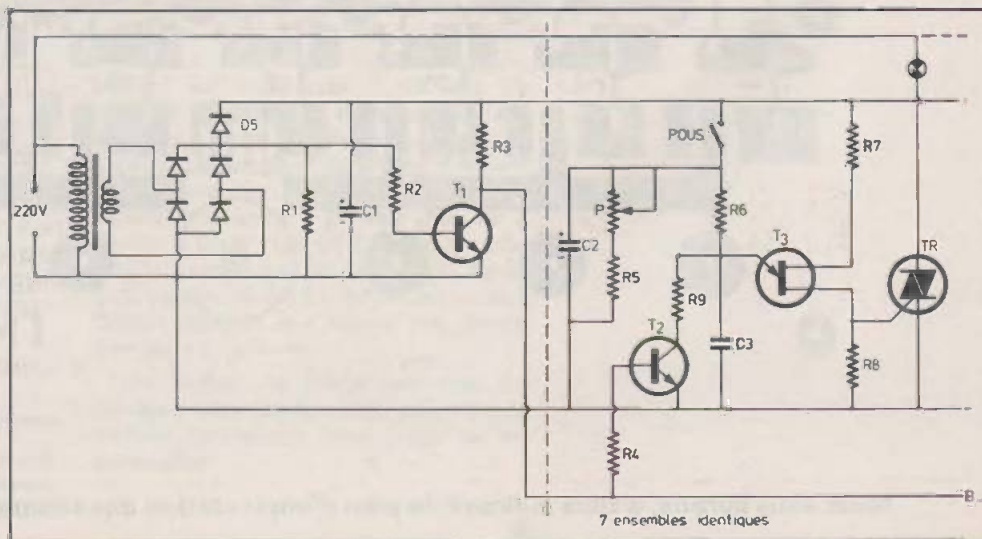 D5
POUS
R7
R3
220V
R1
C1
R2
T1
P
R6
C2
T3
TR
R5
R9
T2
C3
R8
R4
B
7 ensembles identiques